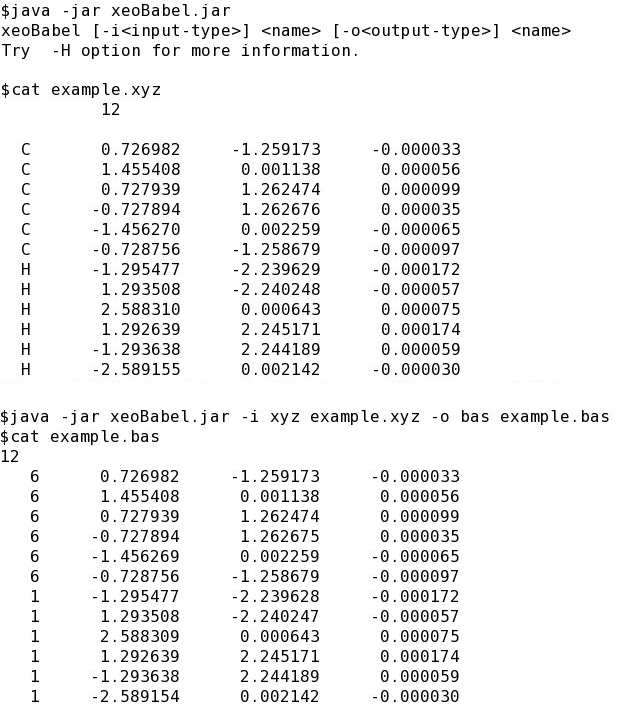 $java -jar xeoBabel.jar
xeoBabel [-i<input-type>] <name> [-o<output-type>] <name>
Try  -H option for more information.

$cat example.xyz
          12

  C       0.726982     -1.259173     -0.000033
  C       1.455408      0.001138      0.000056
  C       0.727939      1.262474      0.000099
  C      -0.727894      1.262676      0.000035
  C      -1.456270      0.002259     -0.000065
  C      -0.728756     -1.258679     -0.000097
  H      -1.295477     -2.239629     -0.000172
  H       1.293508     -2.240248     -0.000057
  H       2.588310      0.000643      0.000075
  H       1.292639      2.245171      0.000174
  H      -1.293638      2.244189      0.000059
  H      -2.589155      0.002142     -0.000030

$java -jar xeoBabel.jar -i xyz example.xyz -o bas example.bas
$cat example.bas
12
   6      0.726982     -1.259173     -0.000033
   6      1.455408      0.001138      0.000056
   6      0.727939      1.262474      0.000099
   6     -0.727894      1.262675      0.000035
   6     -1.456269      0.002259     -0.000065
   6     -0.728756     -1.258679     -0.000097
   1     -1.295477     -2.239628     -0.000172
   1      1.293508     -2.240247     -0.000057
   1      2.588309      0.000643      0.000075
   1      1.292639      2.245171      0.000174
   1     -1.293638      2.244189      0.000059
   1     -2.589154      0.002142     -0.000030